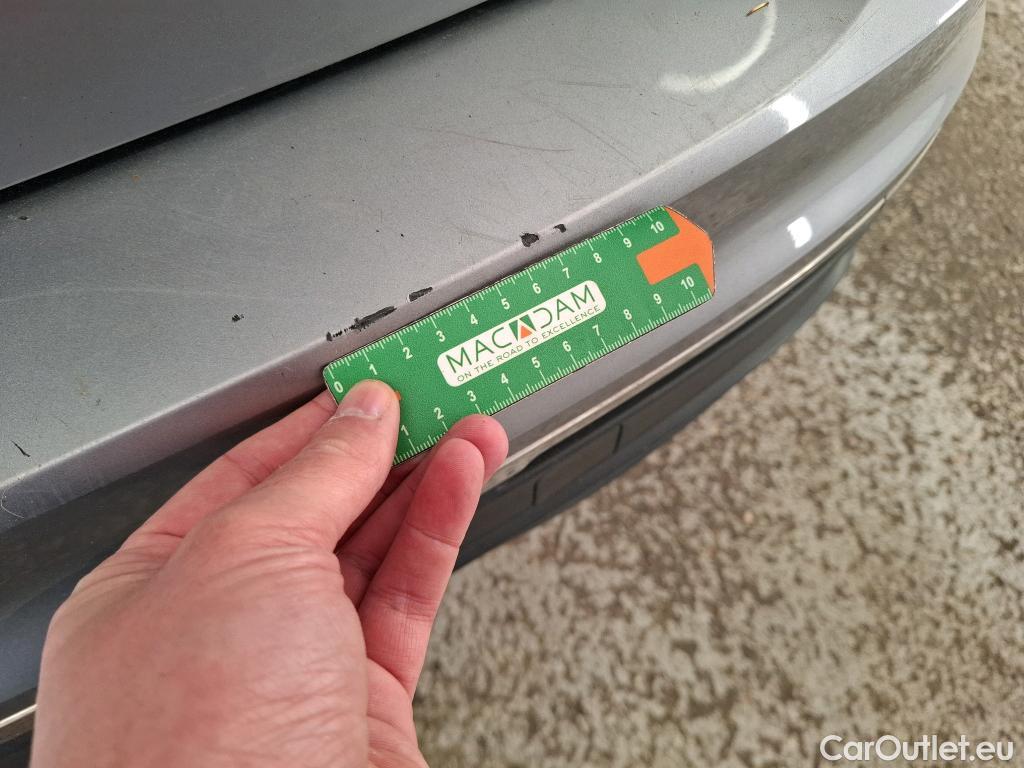 0 1 2 3 4 5 6 7 8 9 10
MACADAM
ON THE ROAD TO EXCELLENCE
1 2 3 4 5 6 7 8 9 10
CarOutlet.eu